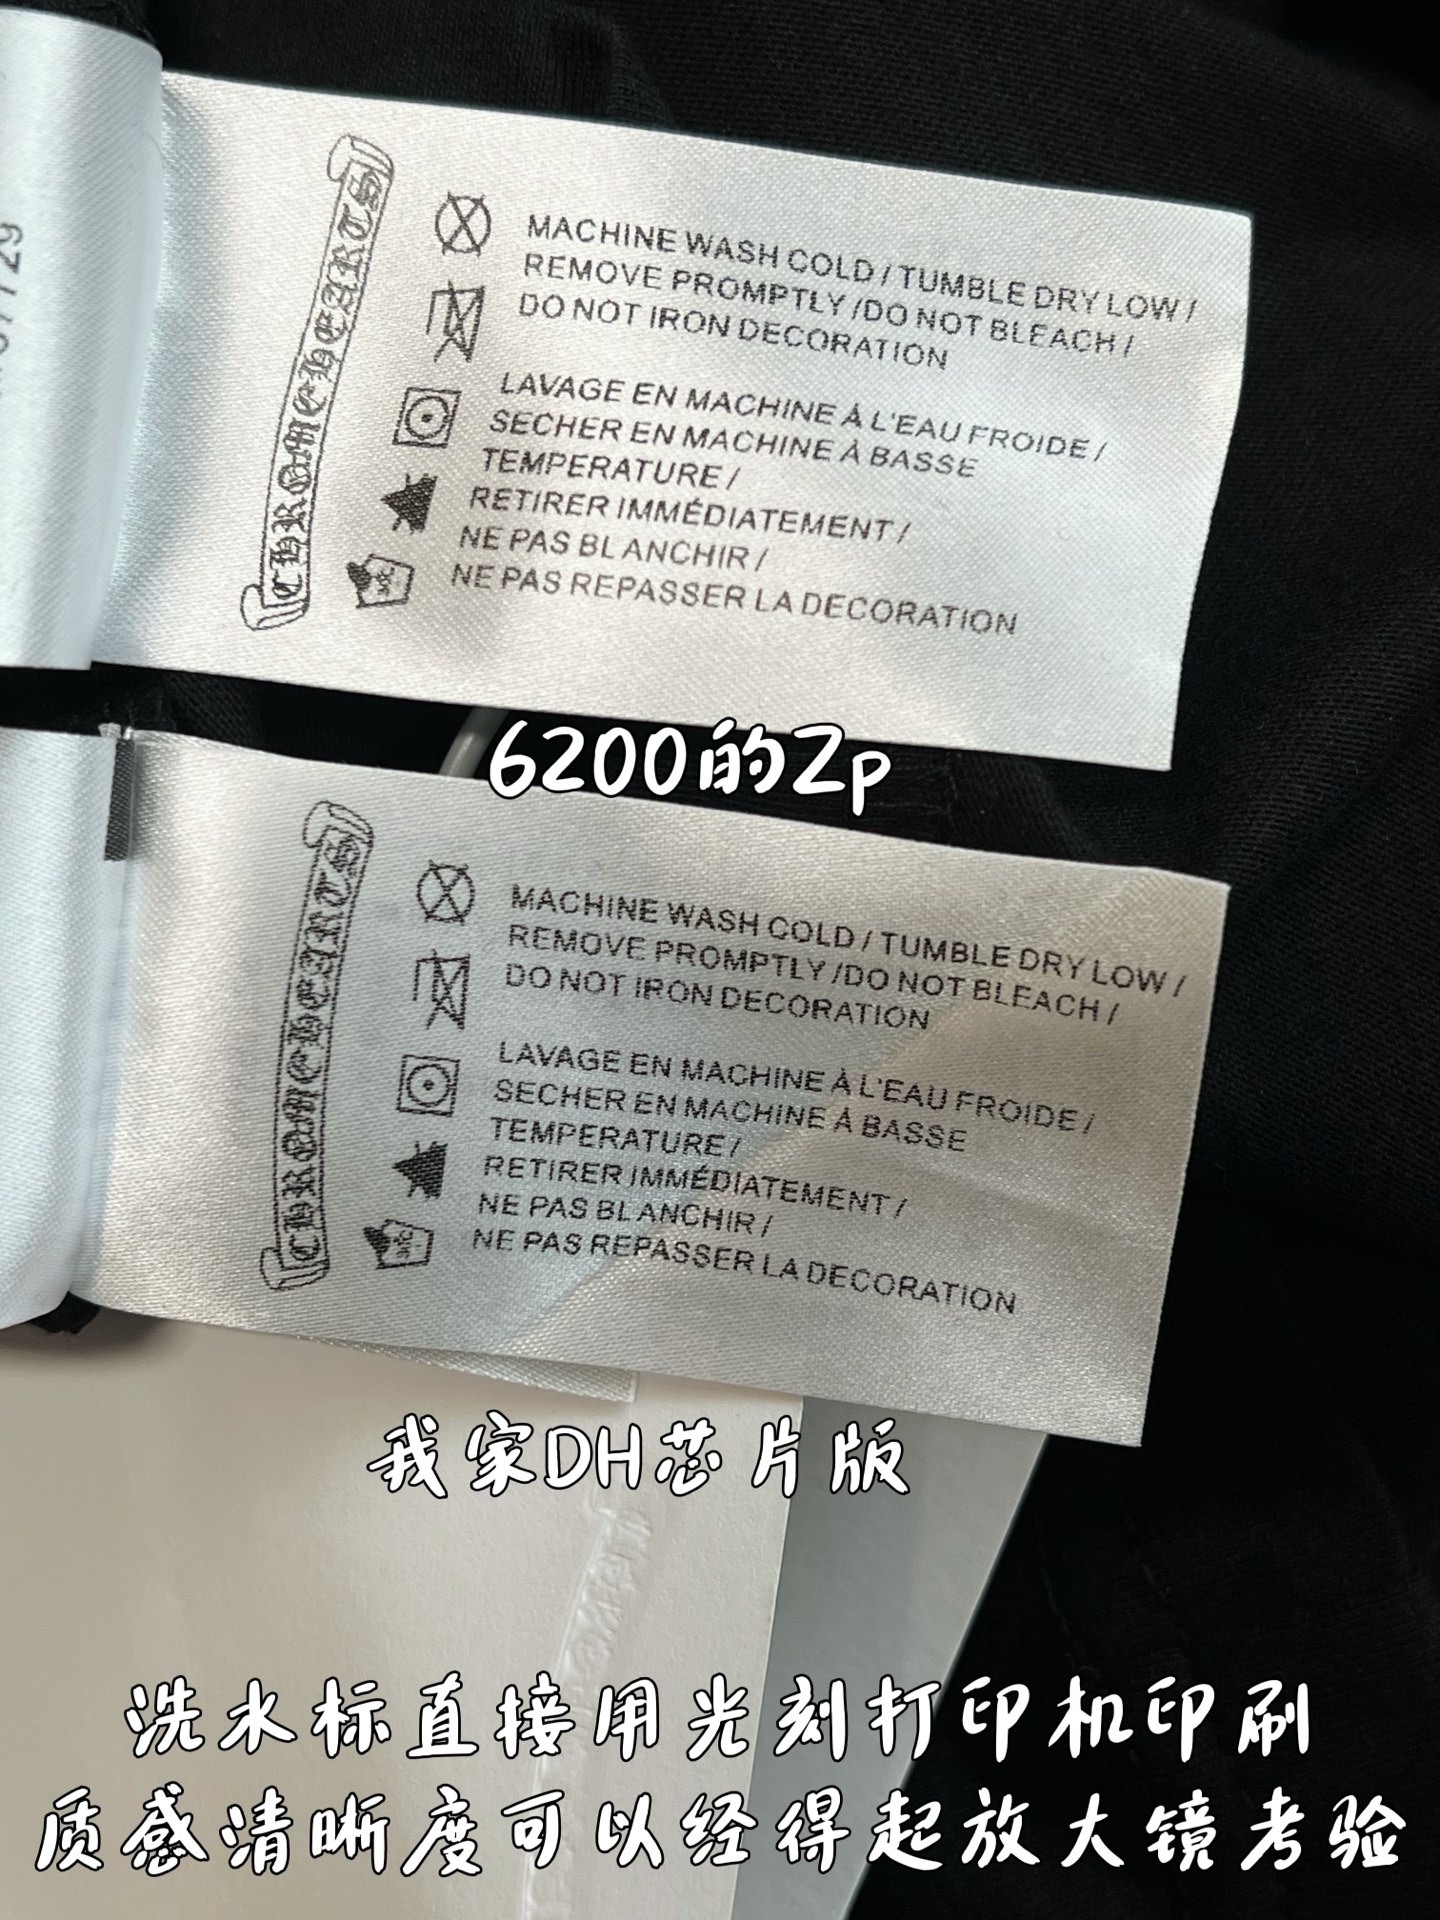 CHROME HEARTS
MACHINE WASH COLD / TUMBLE DRY LOW /
REMOVE PROMPTLY /DO NOT BLEACH /
DO NOT IRON DECORATION
LAVAGE EN MACHINE À L'EAU FROIDE /
SECHER EN MACHINE À BASSE
TEMPERATURE /
RETIRER IMMÉDIATEMENT /
NE PAS BLANCHIR /
NE PAS REPASSER LA DECORATION
6200的Zp
CHROME HEARTS
MACHINE WASH COLD / TUMBLE DRY LOW /
REMOVE PROMPTLY /DO NOT BLEACH /
DO NOT IRON DECORATION
LAVAGE EN MACHINE À L'EAU FROIDE /
SECHER EN MACHINE À BASSE
TEMPERATURE /
RETIRER IMMÉDIATEMENT /
NE PAS BLANCHIR /
NE PAS REPASSER LA DECORATION
我家DH芯片版
洗水标直接用光刻打印机印刷
质感清晰度可以经得起放大镜考验